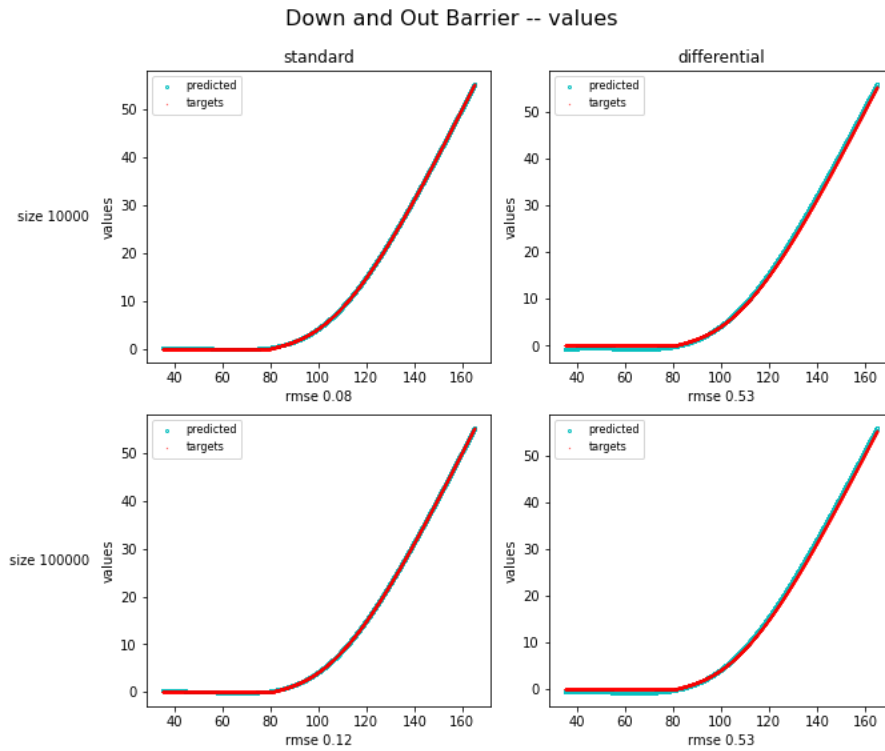 Down and Out Barrier -- values
standard
differential
size 10000
values
predicted
targets
50
40
30
20
10
0
40 60 80 100 120 140 160
rmse 0.08
values
predicted
targets
50
40
30
20
10
0
40 60 80 100 120 140 160
rmse 0.53
size 100000
values
predicted
targets
50
40
30
20
10
0
40 60 80 100 120 140 160
rmse 0.12
values
predicted
targets
50
40
30
20
10
0
40 60 80 100 120 140 160
rmse 0.53